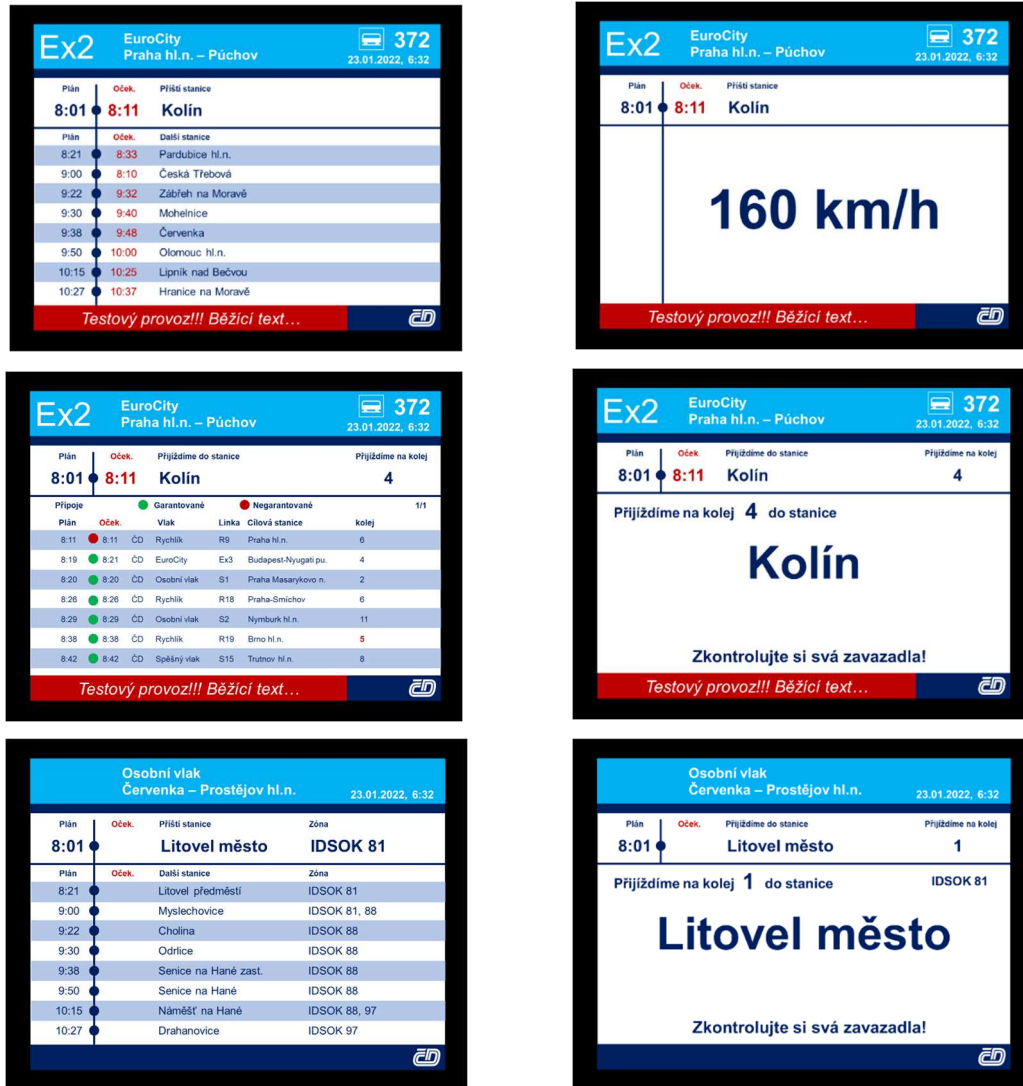 Ex2 EuroCity 372
Praha hl.n. – Púchov 23.01.2022, 6:32
Plán Oček. Příští stanice
8:01 8:11 Kolín
Plán Oček. Další stanice
8:21 8:33 Pardubice hl.n.
9:00 8:10 Česká Třebová
9:22 9:32 Zábřeh na Moravě
9:30 9:40 Mohelnice
9:38 9:48 Červenka
9:50 10:00 Olomouc hl.n.
10:15 10:25 Lipník nad Bečvou
10:27 10:37 Hranice na Moravě
Testový provoz!!! Běžící text… ČD
Ex2 EuroCity 372
Praha hl.n. – Púchov 23.01.2022, 6:32
Plán Oček. Příští stanice
8:01 8:11 Kolín
160 km/h
Testový provoz!!! Běžící text… ČD
Ex2 EuroCity 372
Praha hl.n. – Púchov 23.01.2022, 6:32
Plán Oček. Přijíždíme do stanice Přijíždíme na kolej
8:01 8:11 Kolín 4
Přípoje Garantované Negarantované 1/1
Plán Oček. Vlak Linka Cílová stanice kolej
8:11 8:11 ČD Rychlík R9 Praha hl.n. 6
8:19 8:21 ČD EuroCity Ex3 Budapest-Nyugati pu. 4
8:20 8:20 ČD Osobní vlak S1 Praha Masarykovo n. 2
8:26 8:26 ČD Rychlík R18 Praha-Smíchov 6
8:29 8:29 ČD Osobní vlak S2 Nymburk hl.n. 11
8:38 8:38 ČD Rychlík R19 Brno hl.n. 5
8:42 8:42 ČD Spěšný vlak S15 Trutnov hl.n. 8
Testový provoz!!! Běžící text… ČD
Ex2 EuroCity 372
Praha hl.n. – Púchov 23.01.2022, 6:32
Plán Oček. Přijíždíme do stanice Přijíždíme na kolej
8:01 8:11 Kolín 4
Přijíždíme na kolej 4 do stanice
Kolín
Zkontrolujte si svá zavazadla!
Testový provoz!!! Běžící text… ČD
Osobní vlak
Červenka – Prostějov hl.n. 23.01.2022, 6:32
Plán Oček. Příští stanice Zóna
8:01 Litovel město IDSOK 81
Plán Oček. Další stanice Zóna
8:21 Litovel předměstí IDSOK 81
9:00 Myslechovice IDSOK 81, 88
9:22 Cholina IDSOK 88
9:30 Odrlice IDSOK 88
9:38 Senice na Hané zast. IDSOK 88
9:50 Senice na Hané IDSOK 88
10:15 Náměšť na Hané IDSOK 88, 97
10:27 Drahanovice IDSOK 97
ČD
Osobní vlak
Červenka – Prostějov hl.n. 23.01.2022, 6:32
Plán Oček. Přijíždíme do stanice Přijíždíme na kolej
8:01 Litovel město 1
Přijíždíme na kolej 1 do stanice IDSOK 81
Litovel město
Zkontrolujte si svá zavazadla!
ČD